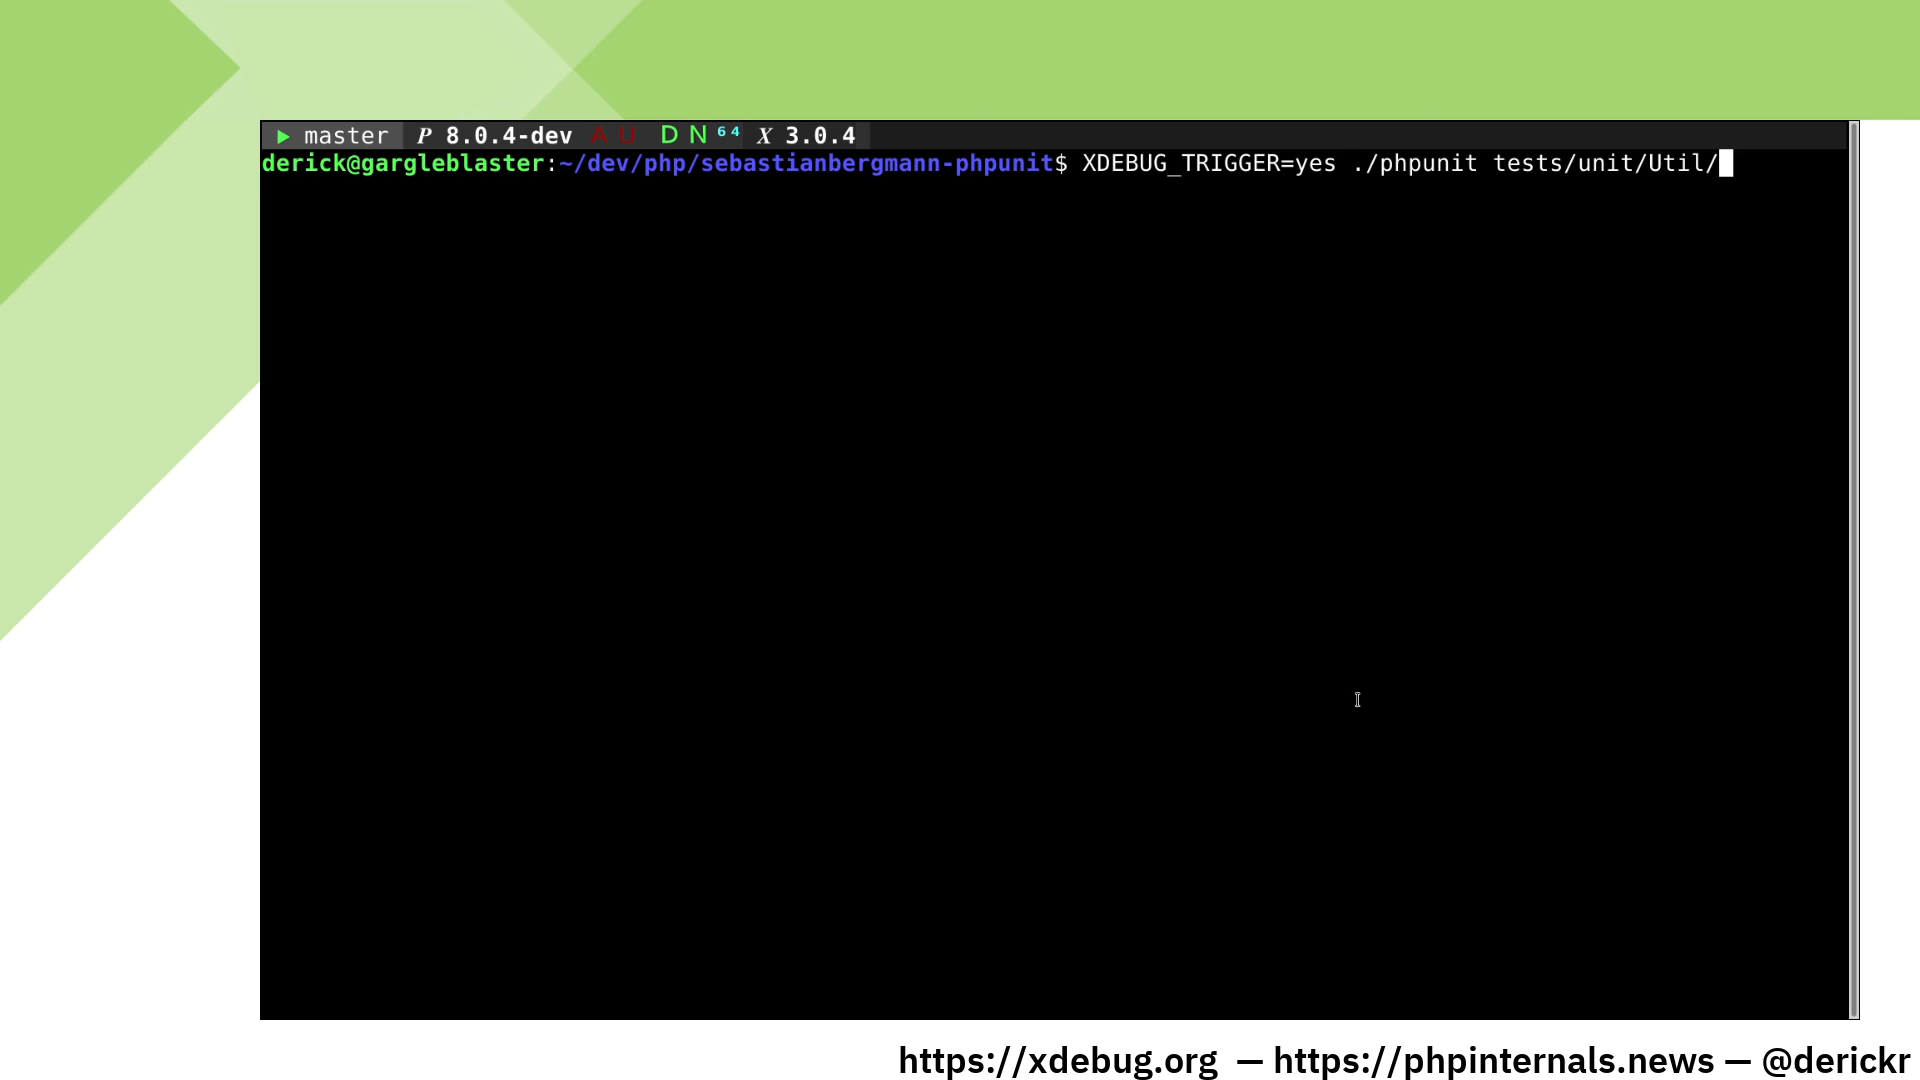 ▶ master P 8.0.4-dev A U D N ⁶⁴ X 3.0.4
derick@gargleblaster:~/dev/php/sebastianbergmann-phpunit$ XDEBUG_TRIGGER=yes ./phpunit tests/unit/Util/
https://xdebug.org — https://phpinternals.news — @derickr